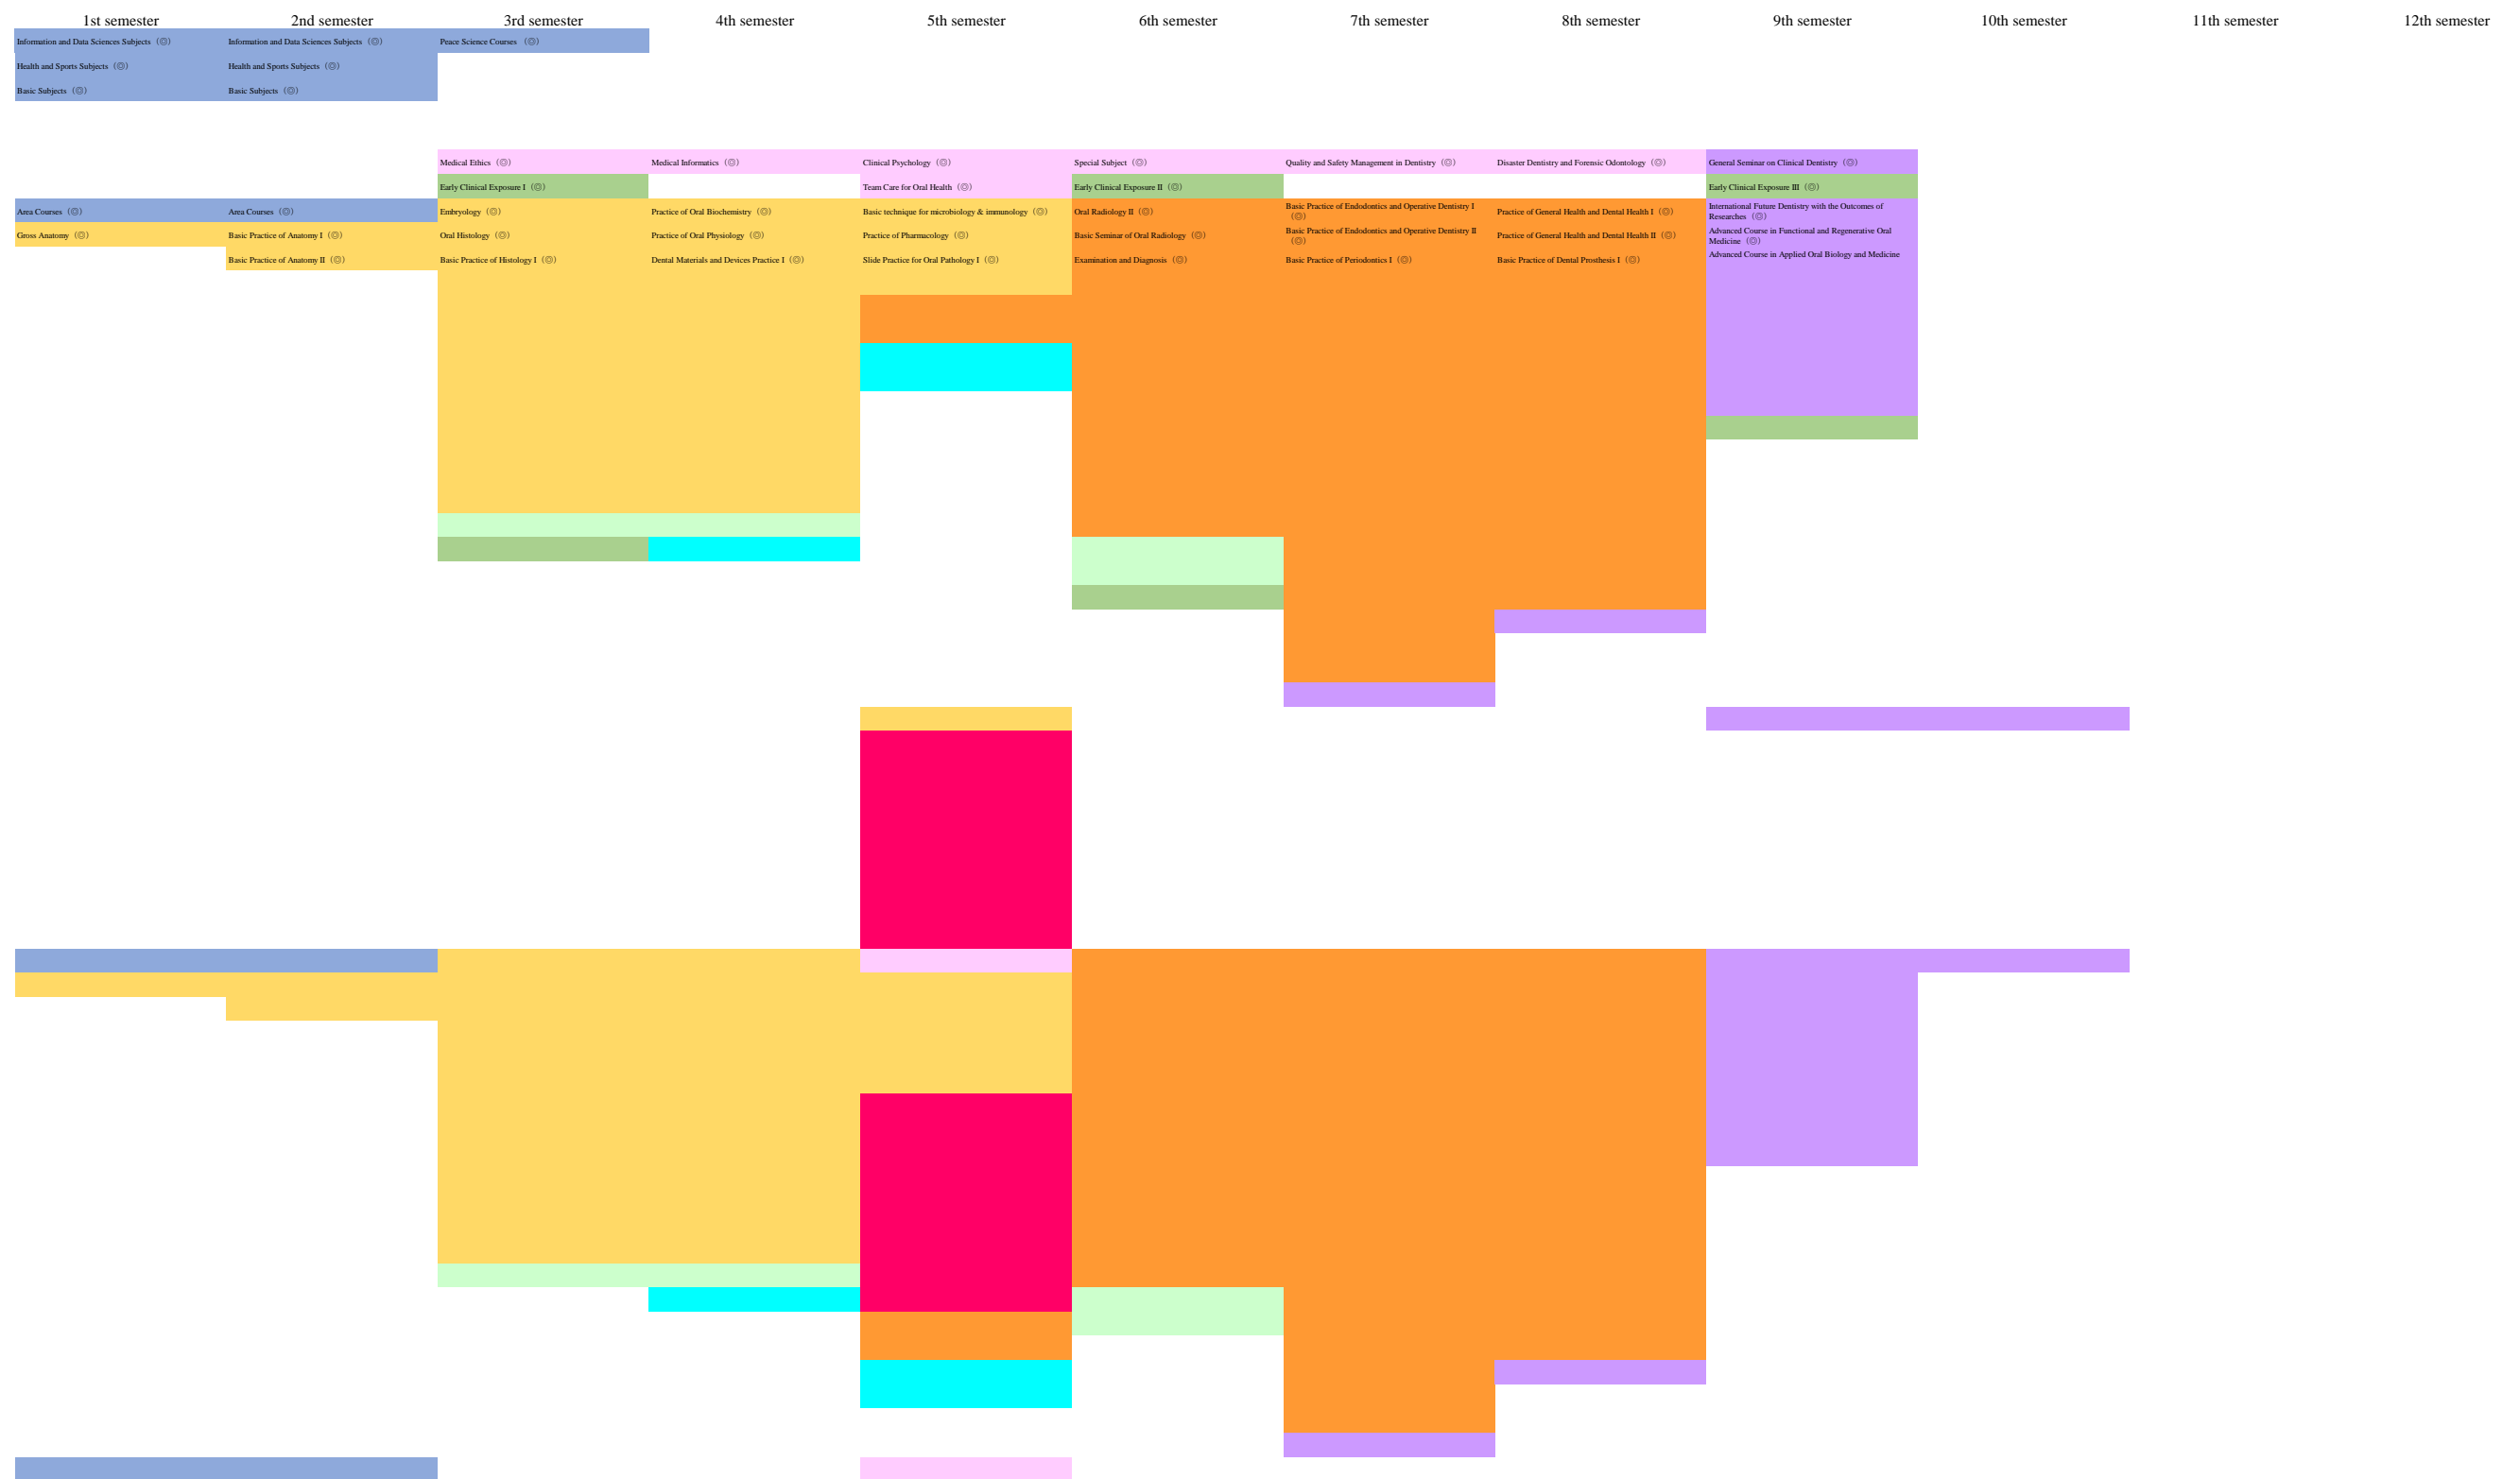 1st semester 2nd semester 3rd semester 4th semester 5th semester 6th semester 7th semester 8th semester 9th semester 10th semester 11th semester 12th semester
Information and Data Sciences Subjects（◎） Information and Data Sciences Subjects（◎） Peace Science Courses （◎）
Health and Sports Subjects（◎） Health and Sports Subjects（◎）
Basic Subjects（◎） Basic Subjects（◎）
Medical Ethics（◎） Medical Informatics（◎） Clinical Psychology（◎） Special Subject（◎） Quality and Safety Management in Dentistry（◎） Disaster Dentistry and Forensic Odontology（◎） General Seminar on Clinical Dentistry（◎）
Early Clinical Exposure I（◎） Team Care for Oral Health（◎） Early Clinical Exposure II（◎） Early Clinical Exposure III（◎）
Area Courses（◎） Area Courses（◎） Embryology（◎） Practice of Oral Biochemistry（◎） Basic technique for microbiology & immunology（◎） Oral Radiology II（◎） Basic Practice of Endodontics and Operative Dentistry I（◎） Practice of General Health and Dental Health I（◎） International Future Dentistry with the Outcomes of Researches（◎）
Gross Anatomy（◎） Basic Practice of Anatomy I（◎） Oral Histology（◎） Practice of Oral Physiology（◎） Practice of Pharmacology（◎） Basic Seminar of Oral Radiology（◎） Basic Practice of Endodontics and Operative Dentistry II（◎） Practice of General Health and Dental Health II（◎） Advanced Course in Functional and Regenerative Oral Medicine（◎）
Basic Practice of Anatomy II（◎） Basic Practice of Histology I（◎） Dental Materials and Devices Practice I（◎） Slide Practice for Oral Pathology I（◎） Examination and Diagnosis（◎） Basic Practice of Periodontics I（◎） Basic Practice of Dental Prosthesis I（◎） Advanced Course in Applied Oral Biology and Medicine